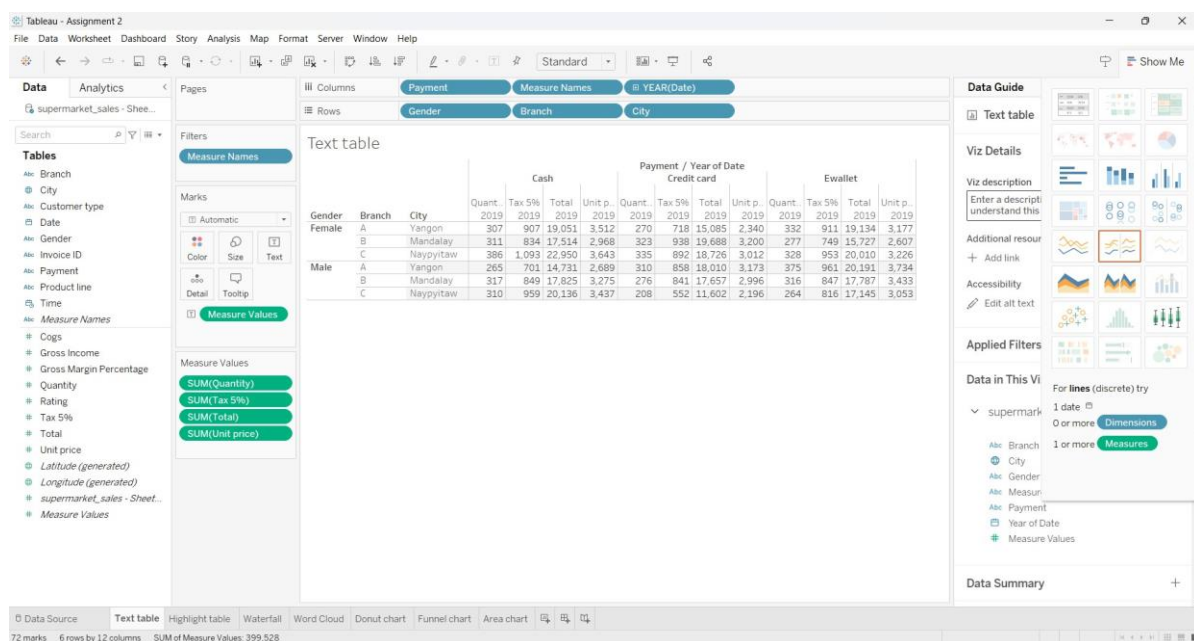 Tableau - Assignment 2
File Data Worksheet Dashboard Story Analysis Map Format Server Window Help
Standard
Show Me
Data Analytics
supermarket_sales - Shee...
Search
Tables
Abc Branch
City
Abc Customer type
Date
Abc Gender
Abc Invoice ID
Abc Payment
Abc Product line
Time
Abc Measure Names
# Cogs
# Gross Income
# Gross Margin Percentage
# Quantity
# Rating
# Tax 5%
# Total
# Unit price
Latitude (generated)
Longitude (generated)
# supermarket_sales - Sheet...
# Measure Values
Pages
Filters
Measure Names
Marks
Automatic
Color Size Text
Detail Tooltip
Measure Values
Measure Values
SUM(Quantity)
SUM(Tax 5%)
SUM(Total)
SUM(Unit price)
Columns Payment Measure Names YEAR(Date)
Rows Gender Branch City
Text table
Payment / Year of Date
Cash Credit card Ewallet
Quant.. Tax 5% Total Unit p.. Quant.. Tax 5% Total Unit p.. Quant.. Tax 5% Total Unit p..
Gender Branch City 2019 2019 2019 2019 2019 2019 2019 2019 2019 2019 2019 2019
Female A Yangon 307 907 19,051 3,512 270 718 15,085 2,340 332 911 19,134 3,177
B Mandalay 311 834 17,514 2,968 323 938 19,688 3,200 277 749 15,727 2,607
C Naypyitaw 386 1,093 22,950 3,643 335 892 18,726 3,012 328 953 20,010 3,226
Male A Yangon 265 701 14,731 2,689 310 858 18,010 3,173 375 961 20,191 3,734
B Mandalay 317 849 17,825 3,275 276 841 17,657 2,996 316 847 17,787 3,433
C Naypyitaw 310 959 20,136 3,437 208 552 11,602 2,196 264 816 17,145 3,053
Data Guide
Text table
Viz Details
Viz description
Enter a descripti
understand this
Additional resour
+ Add link
Accessibility
Edit alt text
Applied Filters
Data in This Vi
supermark
Abc Branch
City
Abc Gender
Abc Measur
Abc Payment
Year of Date
# Measure Values
Data Summary +
For lines (discrete) try
1 date
0 or more Dimensions
1 or more Measures
Data Source Text table Highlight table Waterfall Word Cloud Donut chart Funnel chart Area chart
72 marks 6 rows by 12 columns SUM of Measure Values: 399,528